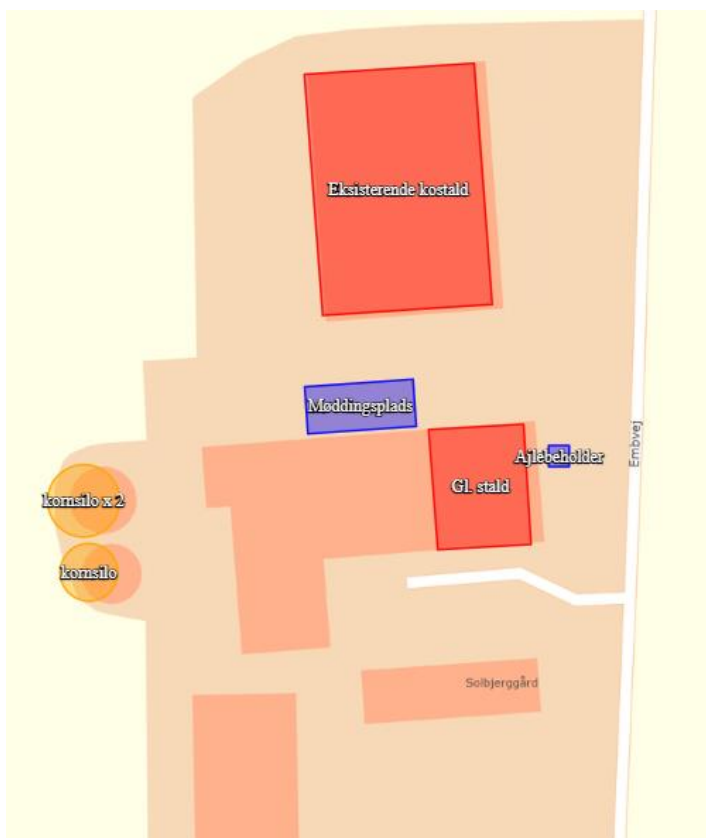 Eksisterende kostald
Møddingsplads
Embvej
Ajlebeholder
Gl. stald
kornsilo x 2
kornsilo
Solbjerggård